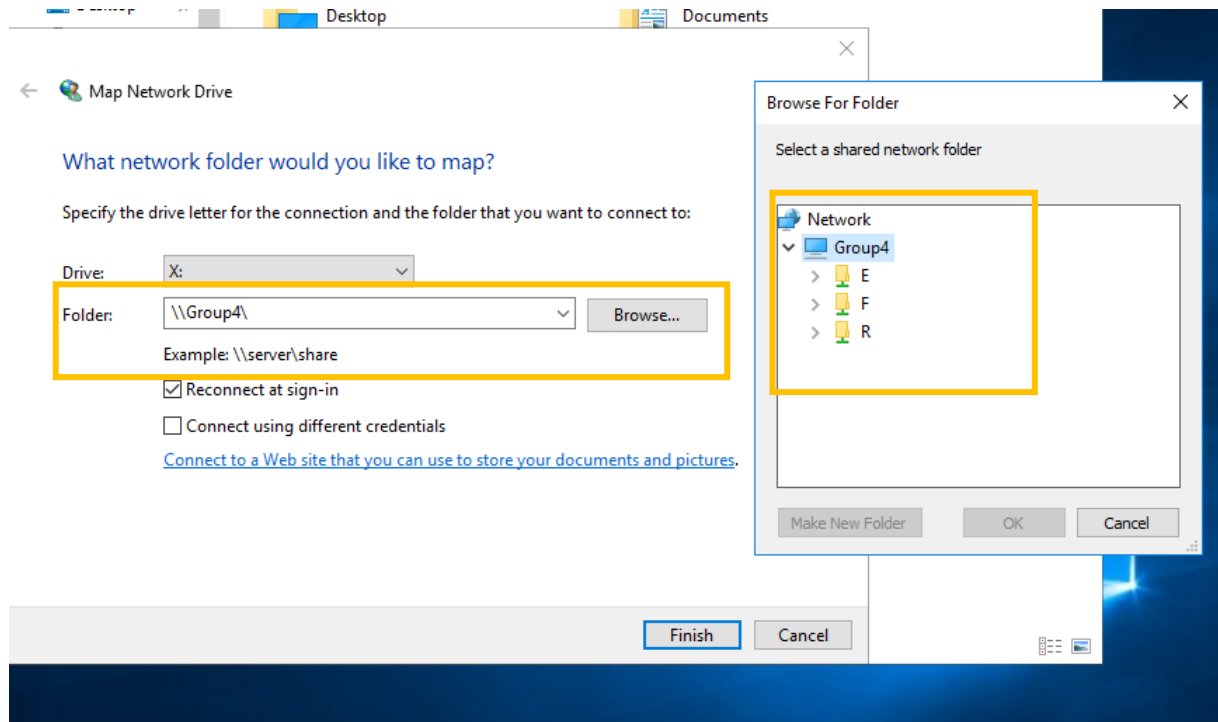 Desktop
Documents
Map Network Drive
What network folder would you like to map?
Specify the drive letter for the connection and the folder that you want to connect to:
Drive: X:
Folder: \\Group4\ Browse...
Example: \\server\share
Reconnect at sign-in
Connect using different credentials
Connect to a Web site that you can use to store your documents and pictures.
Finish Cancel
Browse For Folder
Select a shared network folder
Network
Group4
E
F
R
Make New Folder OK Cancel